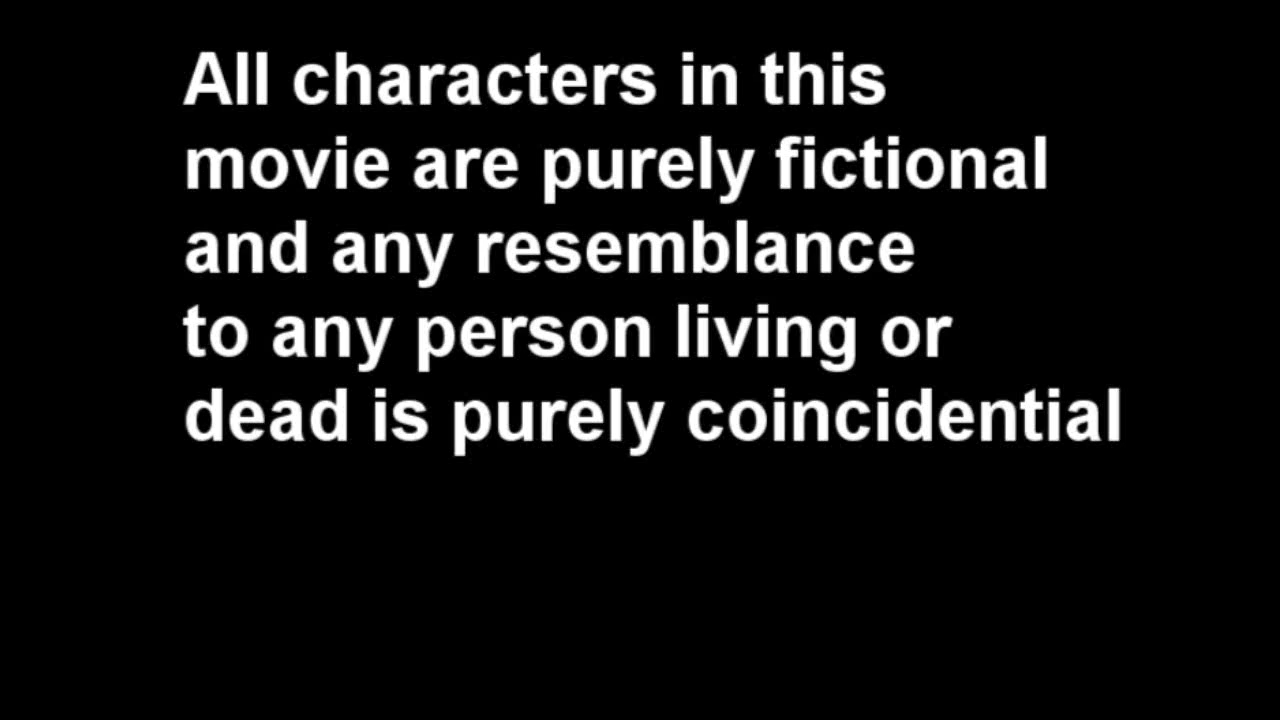 All characters in this
movie are purely fictional
and any resemblance
to any person living or
dead is purely coincidential